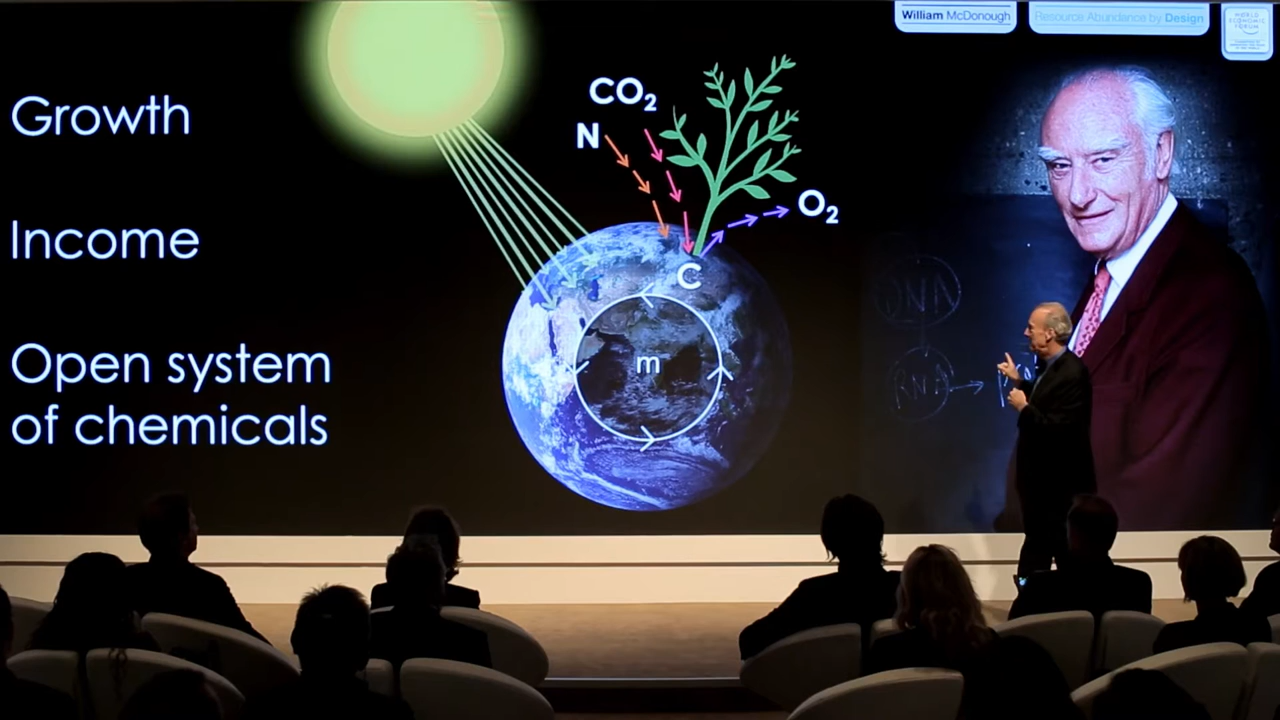 William McDonough
Resource Abundance by Design
WORLD
ECONOMIC
FORUM
Growth
Income
Open system
of chemicals
CO₂
N
O₂
C
m
DNA
RNA